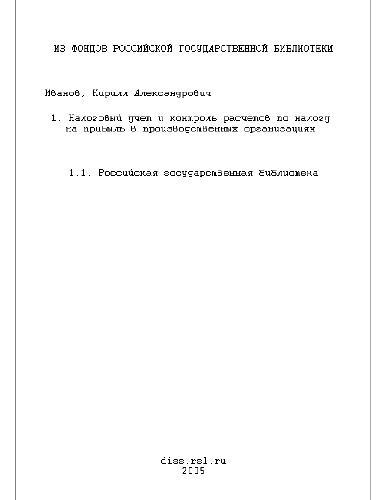 ИЗ ФОНДОВ РОССИЙСКОЙ ГОСУДАРСТВЕННОЙ БИБЛИОТЕКИ
Иванов, Кирилл Александрович
1. Налоговый учет и контроль расчетов по налогу
на прибыль в производственных организациях
1.1. Российская государственная библиотека
diss.rsl.ru
2005